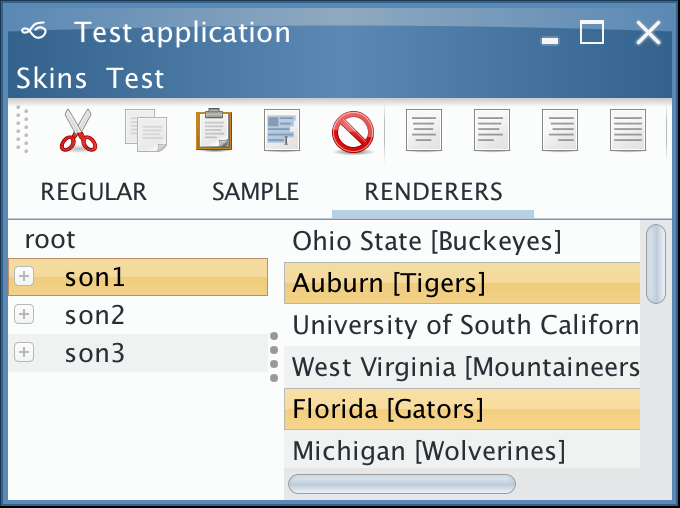 Test application
Skins Test
REGULAR SAMPLE RENDERERS
root
son1
son2
son3
Ohio State [Buckeyes]
Auburn [Tigers]
University of South Californ
West Virginia [Mountaineers
Florida [Gators]
Michigan [Wolverines]